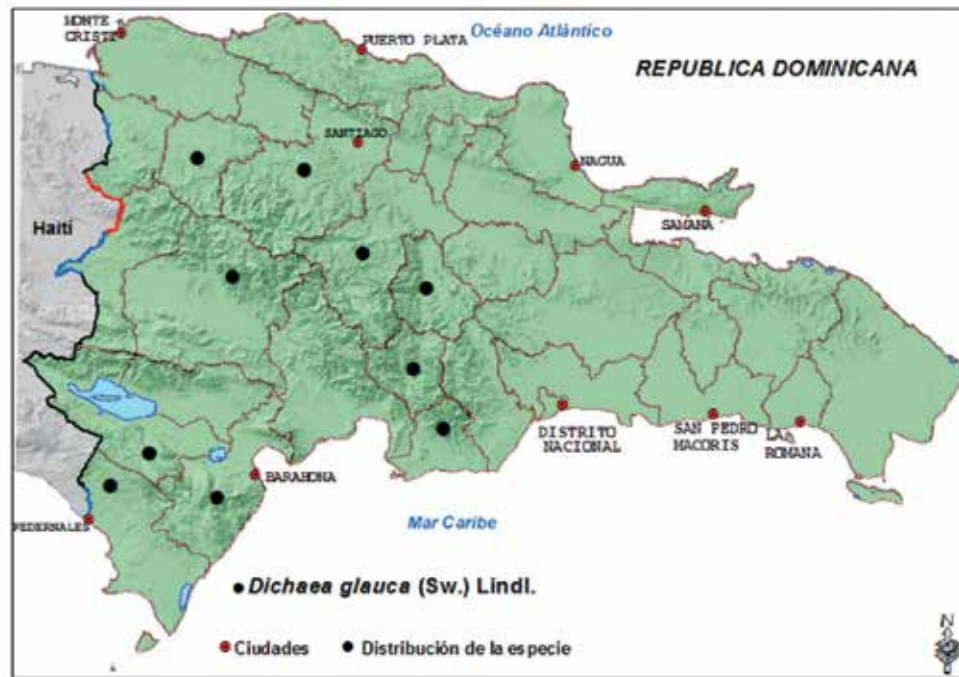 MONTE
CRISTI
PUERTO PLATA
Océano Atlántico
REPUBLICA DOMINICANA
SANTIAGO
NAGUA
SAMANA
Haití
DISTRITO
NACIONAL
SAN PEDRO
MACORIS
LA
ROMANA
BARAHONA
PEDERNALES
Mar Caribe
Dichaea glauca (Sw.) Lindl.
Ciudades
Distribución de la especie
N